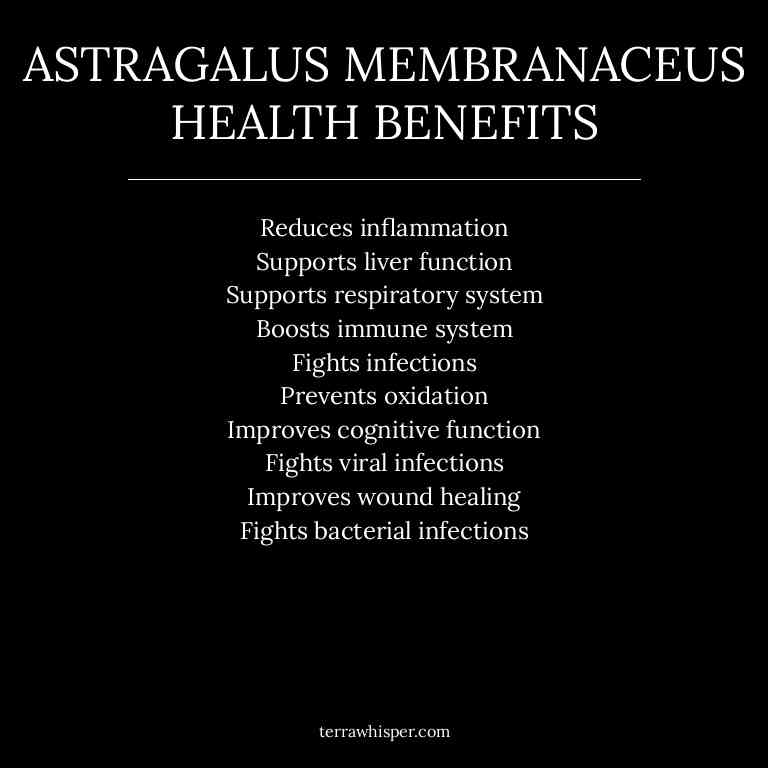 ASTRAGALUS MEMBRANACEUS
HEALTH BENEFITS
Reduces inflammation
Supports liver function
Supports respiratory system
Boosts immune system
Fights infections
Prevents oxidation
Improves cognitive function
Fights viral infections
Improves wound healing
Fights bacterial infections
terrawhisper.com